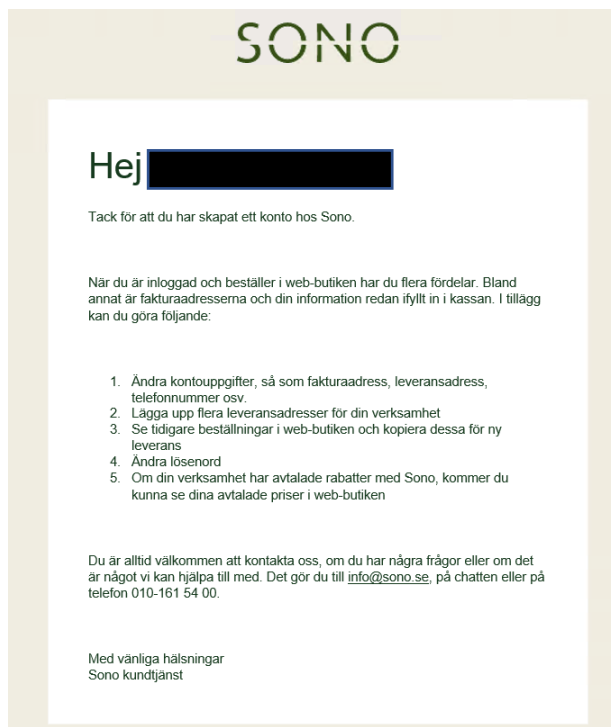 SONO
Hej
Tack för att du har skapat ett konto hos Sono.
När du är inloggad och beställer i web-butiken har du flera fördelar. Bland
annat är fakturaadresserna och din information redan ifyllt in i kassan. I tillägg
kan du göra följande:
1. Ändra kontouppgifter, så som fakturaadress, leveransadress,
telefonnummer osv.
2. Lägga upp flera leveransadresser för din verksamhet
3. Se tidigare beställningar i web-butiken och kopiera dessa för ny
leverans
4. Ändra lösenord
5. Om din verksamhet har avtalade rabatter med Sono, kommer du
kunna se dina avtalade priser i web-butiken
Du är alltid välkommen att kontakta oss, om du har några frågor eller om det
är något vi kan hjälpa till med. Det gör du till info@sono.se, på chatten eller på
telefon 010-161 54 00.
Med vänliga hälsningar
Sono kundtjänst